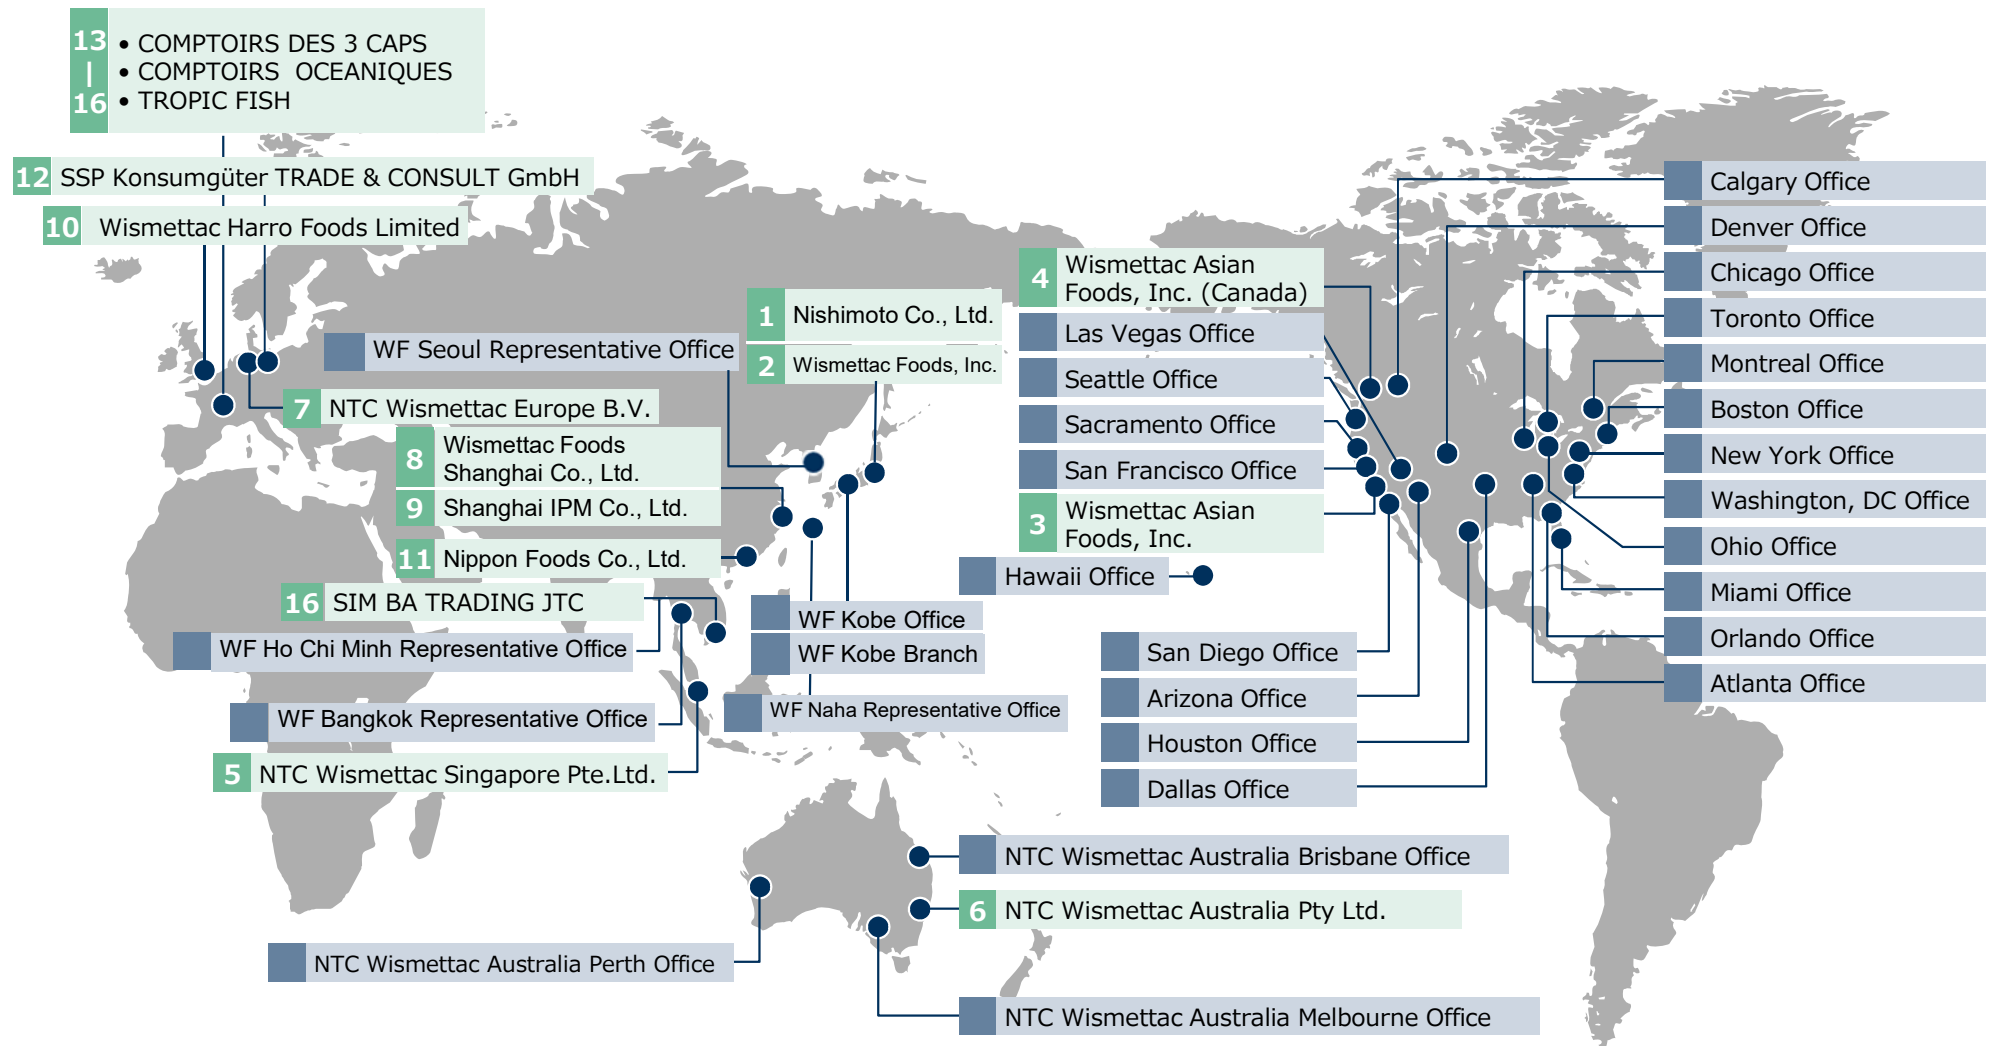 13
|
16
• COMPTOIRS DES 3 CAPS
• COMPTOIRS OCEANIQUES
• TROPIC FISH
12 SSP Konsumgüter TRADE & CONSULT GmbH
10 Wismettac Harro Foods Limited
WF Seoul Representative Office
1 Nishimoto Co., Ltd.
2 Wismettac Foods, Inc.
7 NTC Wismettac Europe B.V.
8 Wismettac Foods
Shanghai Co., Ltd.
9 Shanghai IPM Co., Ltd.
11 Nippon Foods Co., Ltd.
16 SIM BA TRADING JTC
WF Ho Chi Minh Representative Office
WF Bangkok Representative Office
5 NTC Wismettac Singapore Pte.Ltd.
WF Kobe Office
WF Kobe Branch
WF Naha Representative Office
4 Wismettac Asian
Foods, Inc. (Canada)
Las Vegas Office
Seattle Office
Sacramento Office
San Francisco Office
3 Wismettac Asian
Foods, Inc.
Hawaii Office
San Diego Office
Arizona Office
Houston Office
Dallas Office
Calgary Office
Denver Office
Chicago Office
Toronto Office
Montreal Office
Boston Office
New York Office
Washington, DC Office
Ohio Office
Miami Office
Orlando Office
Atlanta Office
NTC Wismettac Australia Brisbane Office
6 NTC Wismettac Australia Pty Ltd.
NTC Wismettac Australia Perth Office
NTC Wismettac Australia Melbourne Office